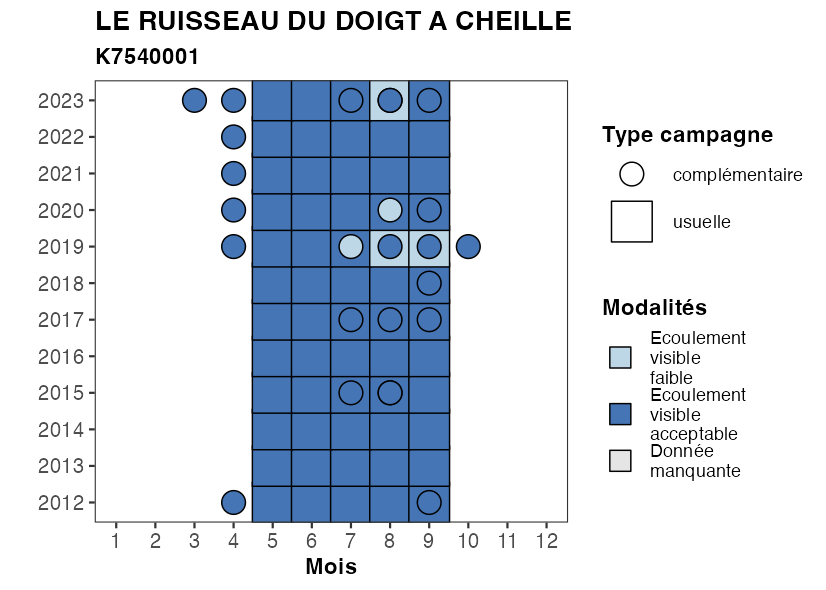 LE RUISSEAU DU DOIGT A CHEILLE
K7540001
2023
2022
2021
2020
2019
2018
2017
2016
2015
2014
2013
2012
1 2 3 4 5 6 7 8 9 10 11 12
Mois
Type campagne
complémentaire
usuelle
Modalités
Ecoulement
visible
faible
Ecoulement
visible
acceptable
Donnée
manquante